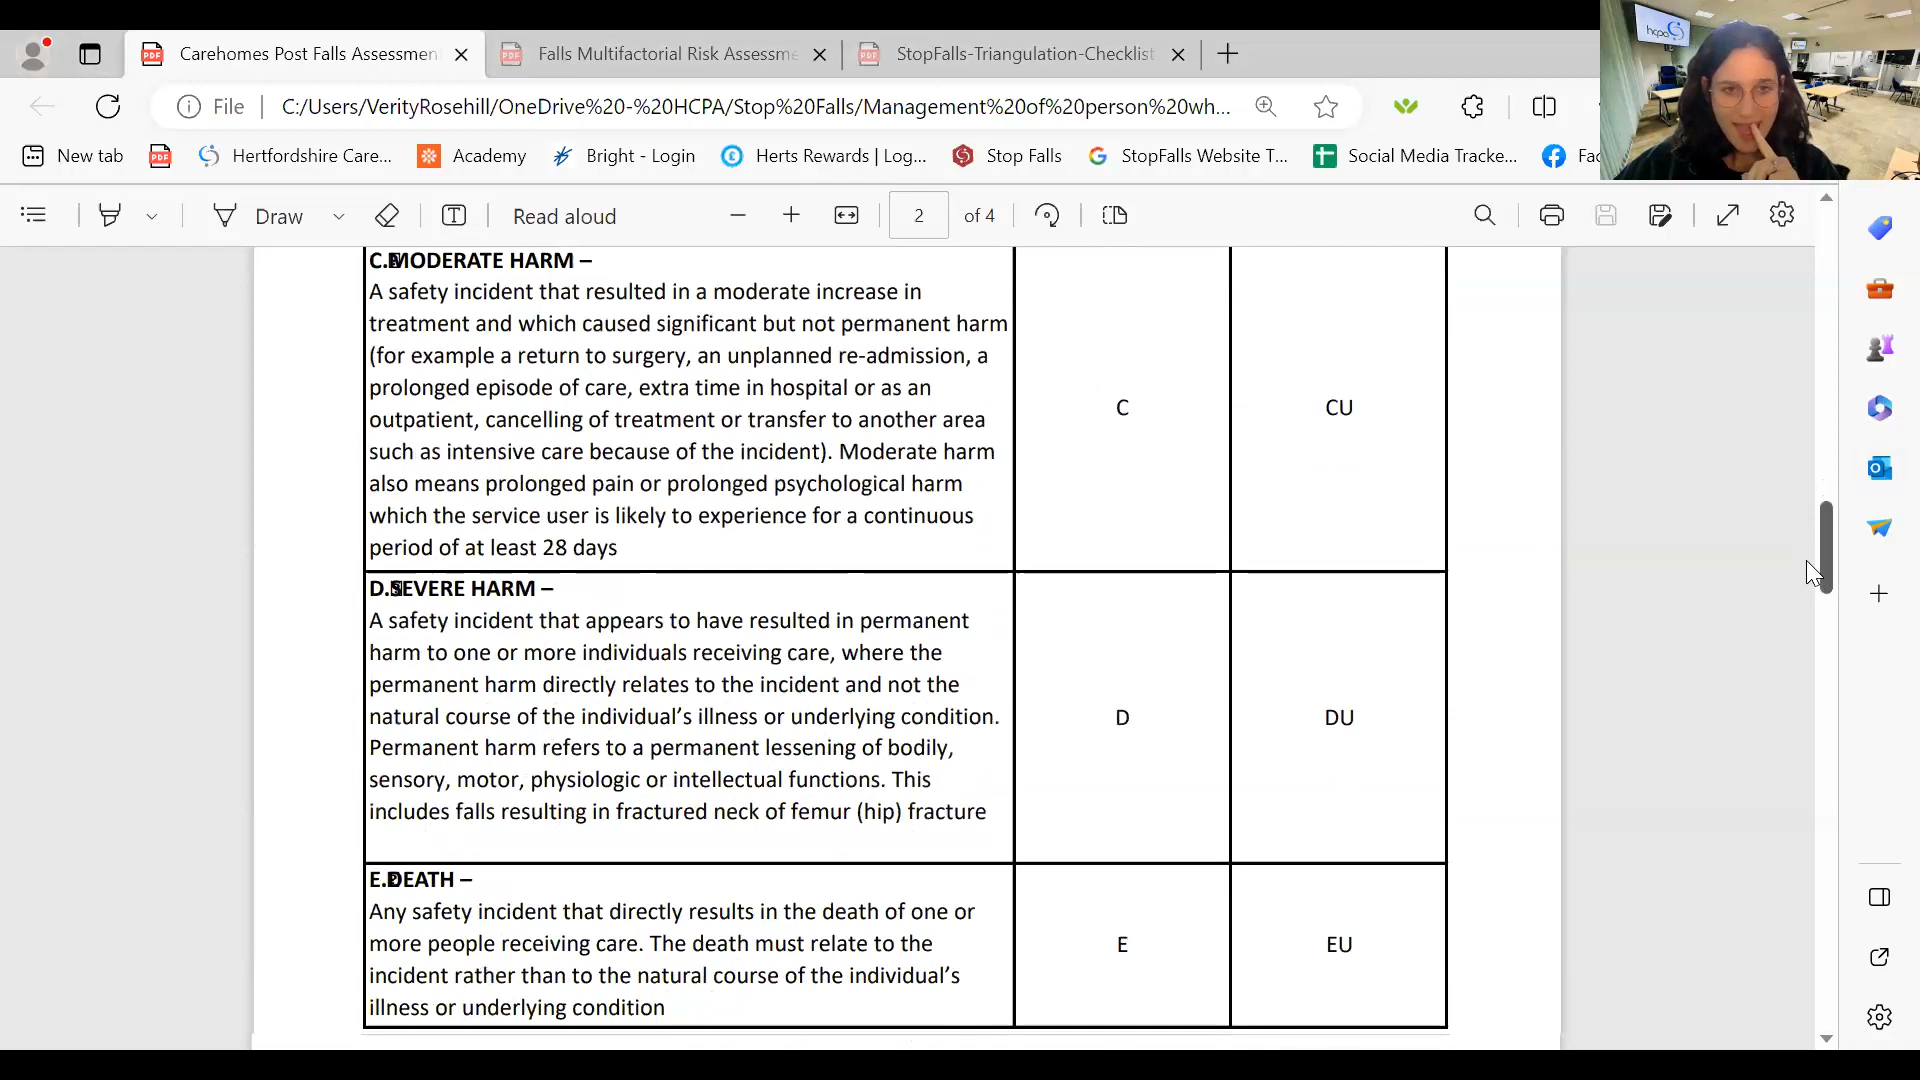 Carehomes Post Falls Assessment
Falls Multifactorial Risk Assessme
StopFalls-Triangulation-Checklist
File
C:/Users/VerityRosehill/OneDrive%20-%20HCPA/Stop%20Falls/Management%20of%20person%20wh...
hcpa
New tab
Hertfordshire Care...
Academy
Bright - Login
Herts Rewards | Log...
Stop Falls
StopFalls Website T...
Social Media Tracke...
Fac
Draw
Read aloud
2
of 4
C. MODERATE HARM –
A safety incident that resulted in a moderate increase in
treatment and which caused significant but not permanent harm
(for example a return to surgery, an unplanned re-admission, a
prolonged episode of care, extra time in hospital or as an
outpatient, cancelling of treatment or transfer to another area
such as intensive care because of the incident). Moderate harm
also means prolonged pain or prolonged psychological harm
which the service user is likely to experience for a continuous
period of at least 28 days
C
CU
D. SEVERE HARM –
A safety incident that appears to have resulted in permanent
harm to one or more individuals receiving care, where the
permanent harm directly relates to the incident and not the
natural course of the individual's illness or underlying condition.
Permanent harm refers to a permanent lessening of bodily,
sensory, motor, physiologic or intellectual functions. This
includes falls resulting in fractured neck of femur (hip) fracture
D
DU
E. DEATH –
Any safety incident that directly results in the death of one or
more people receiving care. The death must relate to the
incident rather than to the natural course of the individual's
illness or underlying condition
E
EU